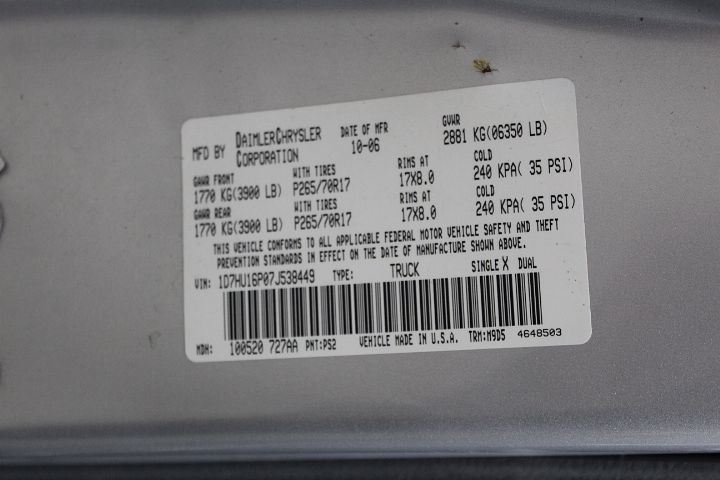 MFD BY DAIMLERCHRYSLER CORPORATION DATE OF MFR 10-06 GVWR 2881 KG(06350 LB)
GAWR FRONT WITH TIRES RIMS AT COLD
1770 KG(3900 LB) P265/70R17 17X8.0 240 KPA( 35 PSI)
GAWR REAR WITH TIRES RIMS AT COLD
1770 KG(3900 LB) P265/70R17 17X8.0 240 KPA( 35 PSI)
THIS VEHICLE CONFORMS TO ALL APPLICABLE FEDERAL MOTOR VEHICLE SAFETY AND THEFT
PREVENTION STANDARDS IN EFFECT ON THE DATE OF MANUFACTURE SHOWN ABOVE.
VIN: 1D7HU16P07J538449 TYPE: TRUCK SINGLE X DUAL
MDH: 100520 727AA PNT:PS2 VEHICLE MADE IN U.S.A. TRM:M9D5 4648503